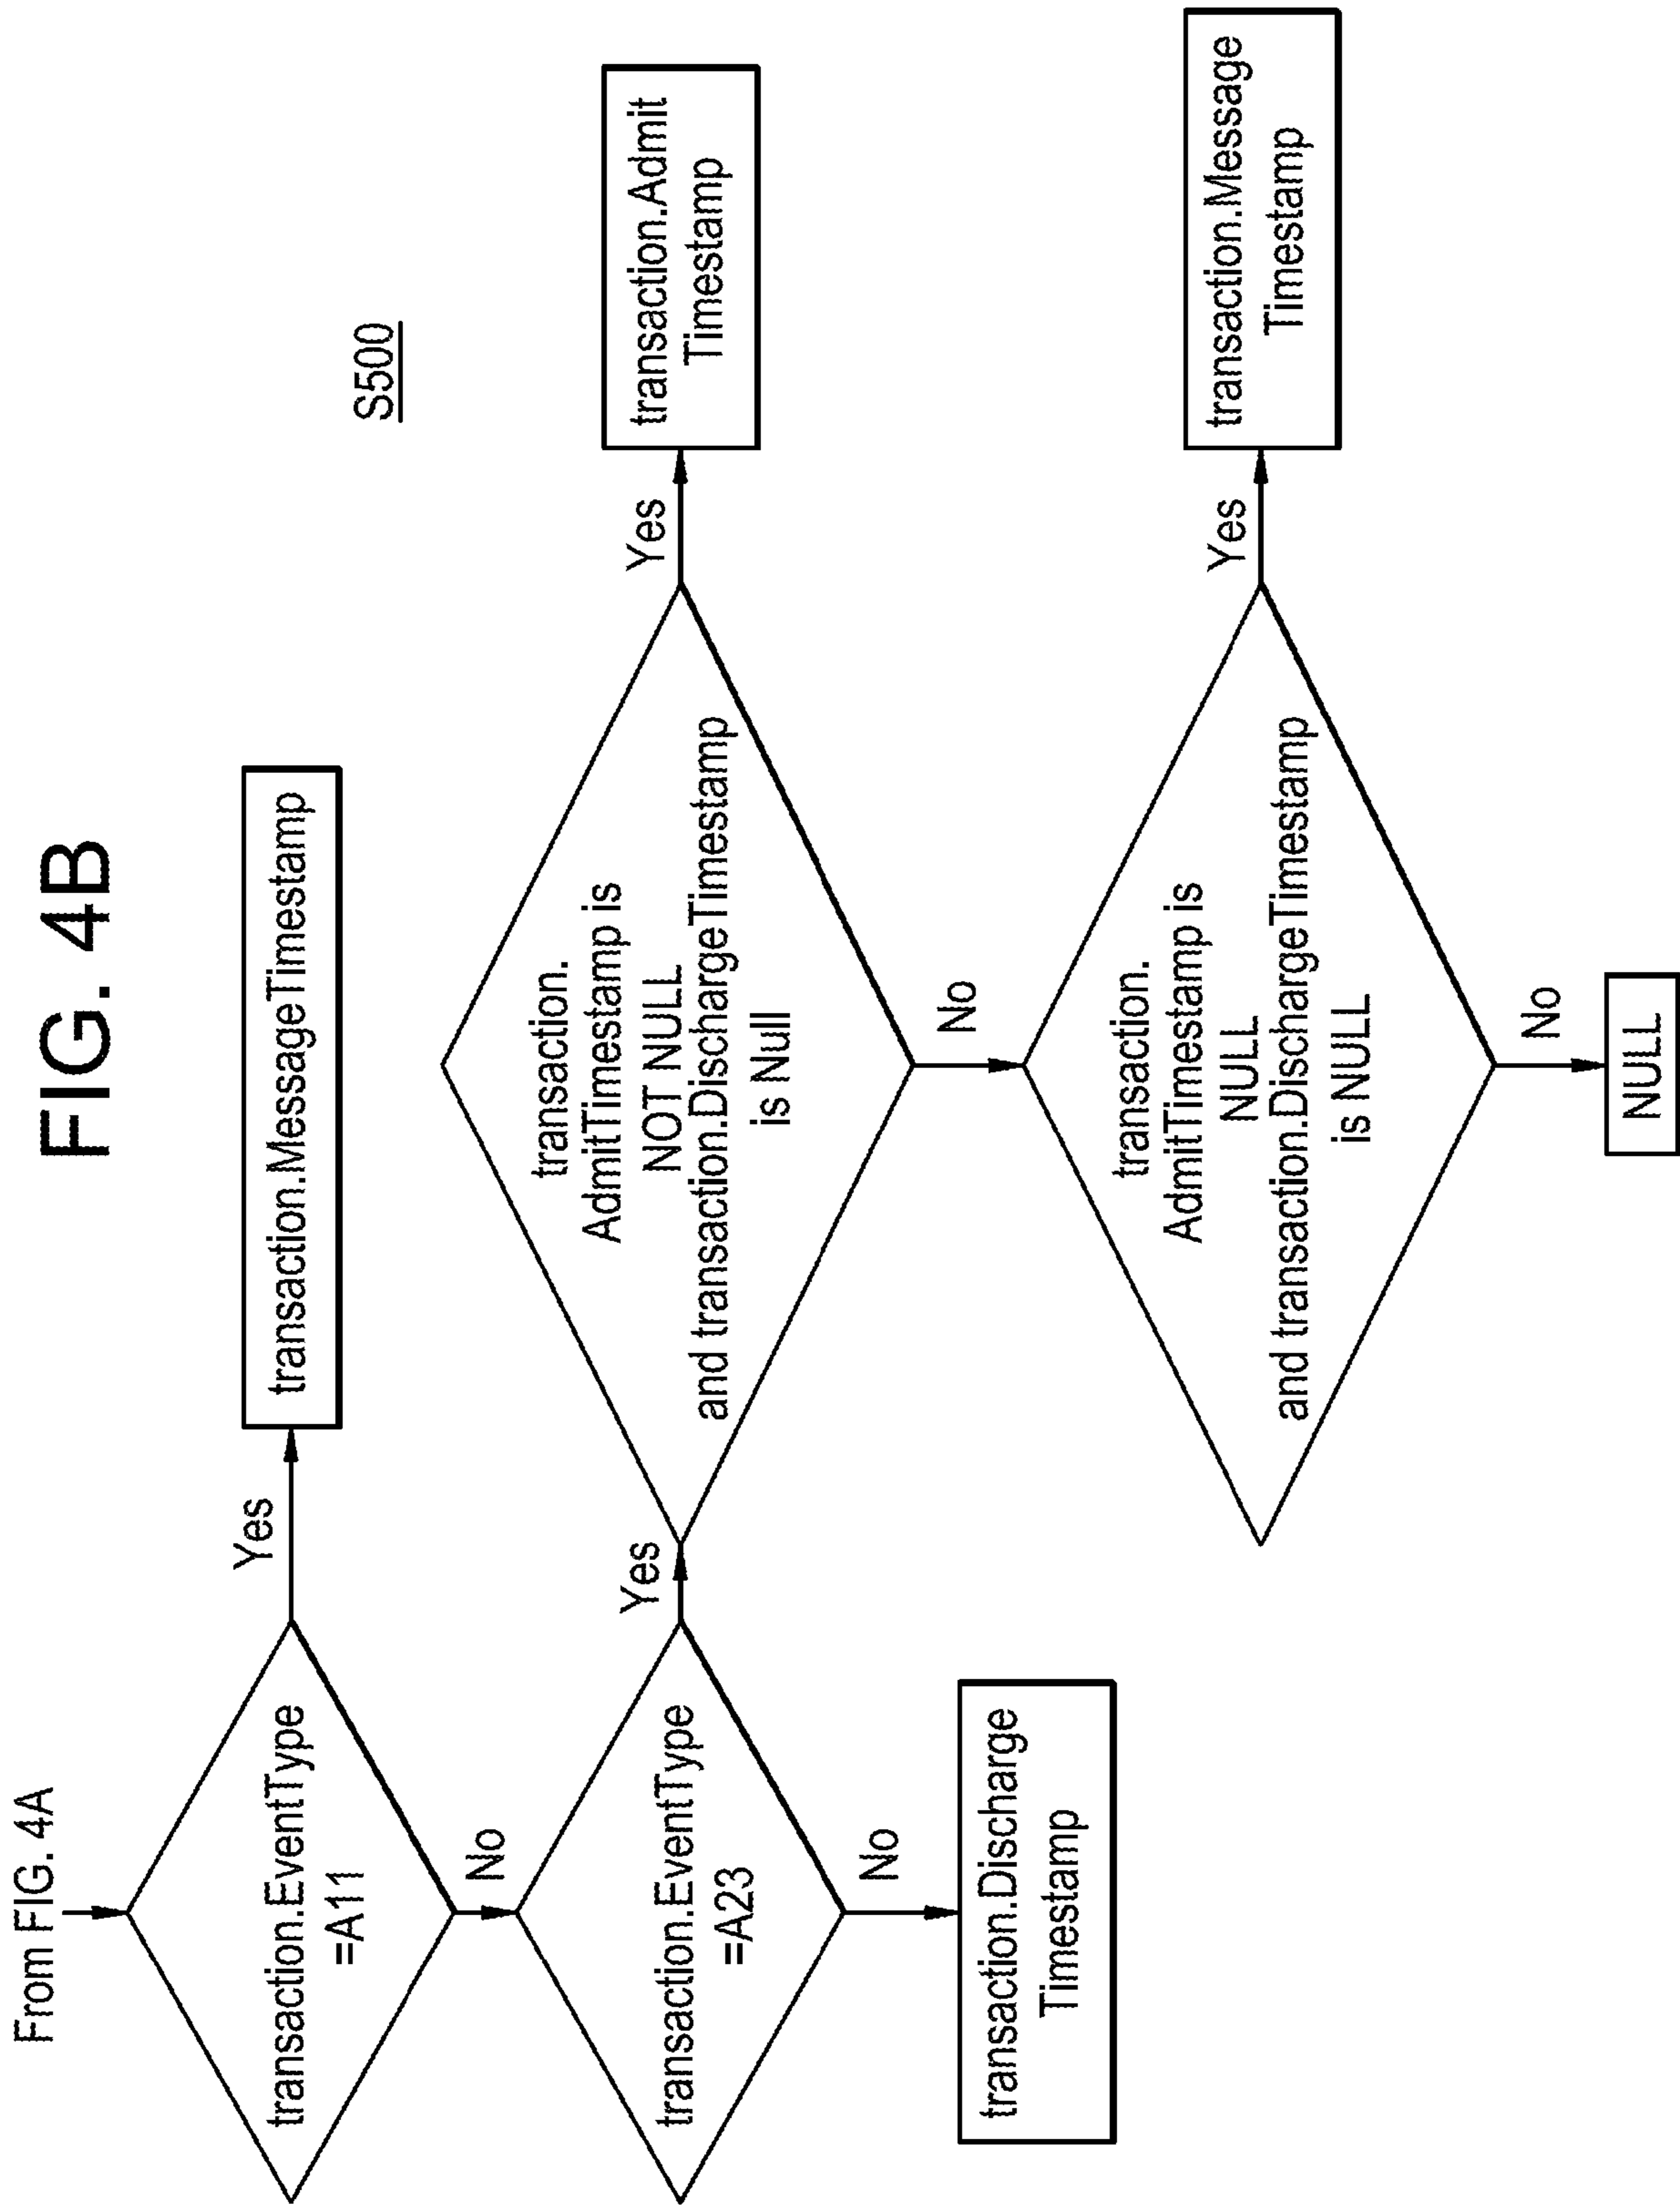 FIG. 4B
S500
From FIG. 4A
transaction.EventType
=A11
Yes
transaction.MessageTimestamp
No
transaction.EventType
=A23
Yes
transaction.
AdmitTimestamp is
NOT NULL
and transaction.DischargeTimestamp
is Null
Yes
transaction.Admit
Timestamp
No
transaction.Discharge
Timestamp
No
transaction.
AdmitTimestamp is
NULL
and transaction.DischargeTimestamp
is NULL
Yes
transaction.Message
Timestamp
No
NULL